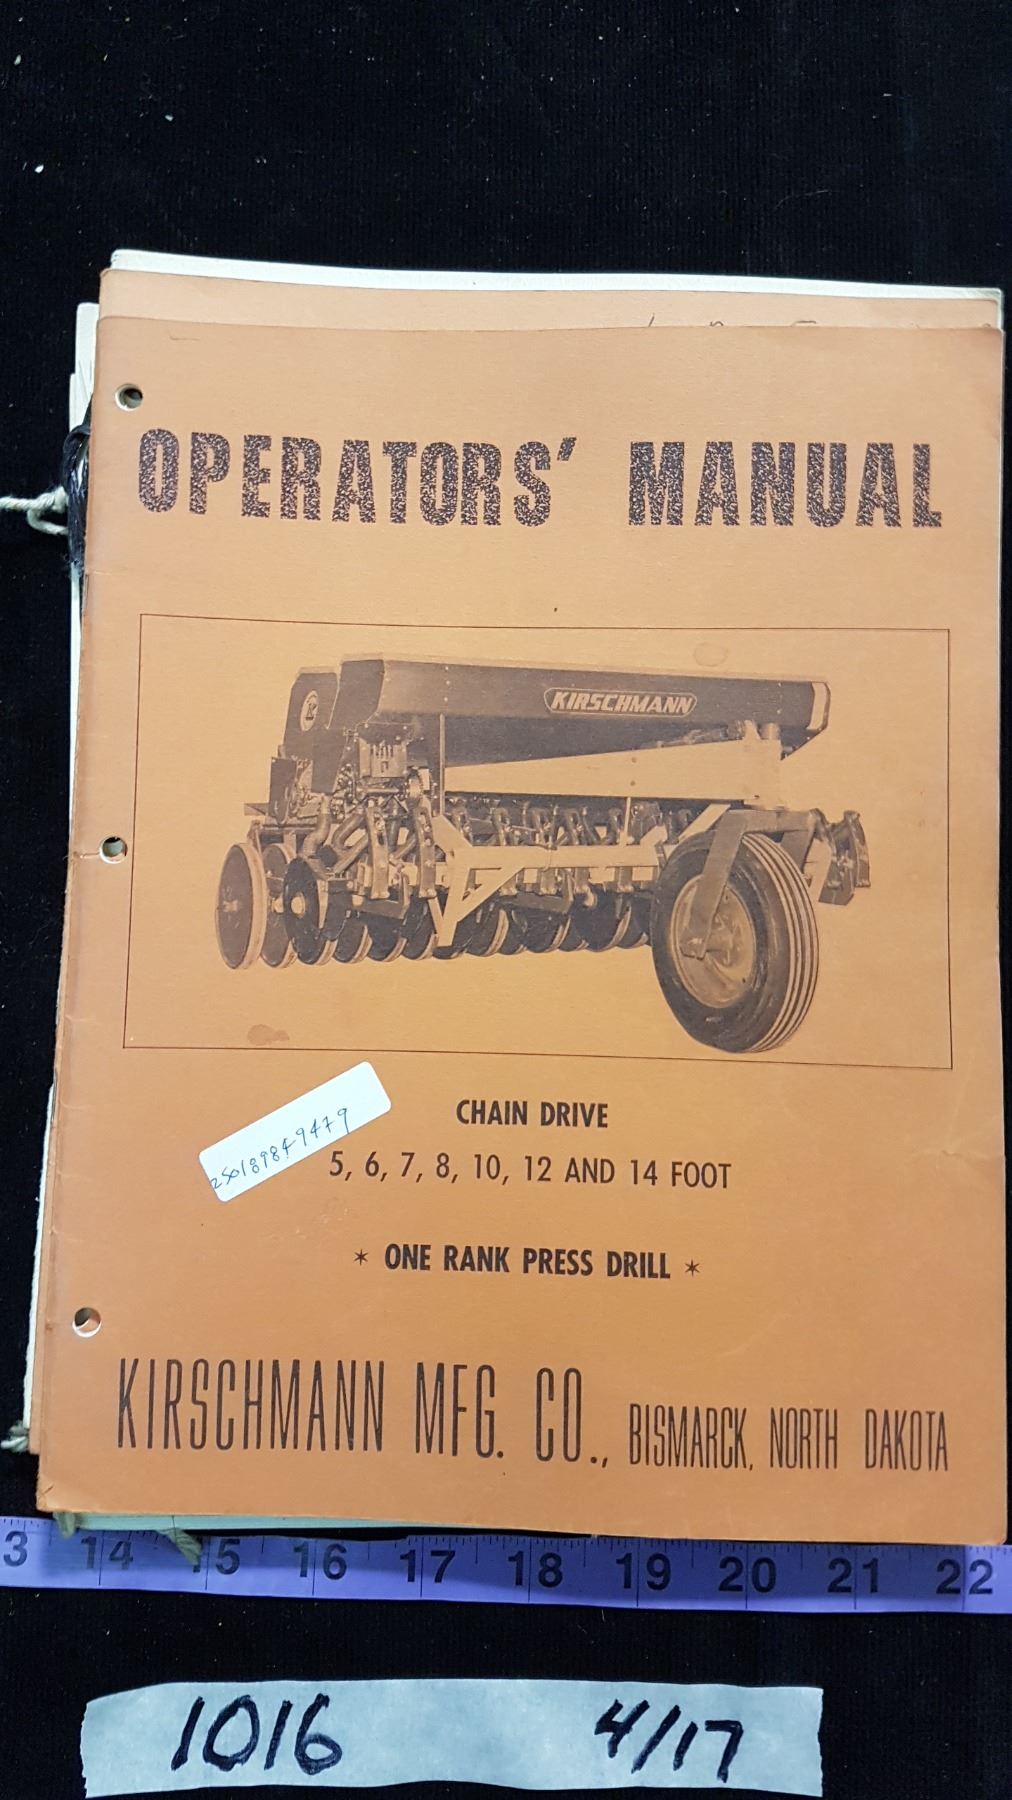 OPERATORS' MANUAL
KIRSCHMANN
K
CHAIN DRIVE
250189849479
5, 6, 7, 8, 10, 12 AND 14 FOOT
* ONE RANK PRESS DRILL *
KIRSCHMANN MFG. CO., BISMARCK, NORTH DAKOTA
3 14 15 16 17 18 19 20 21 22
1016 4/17